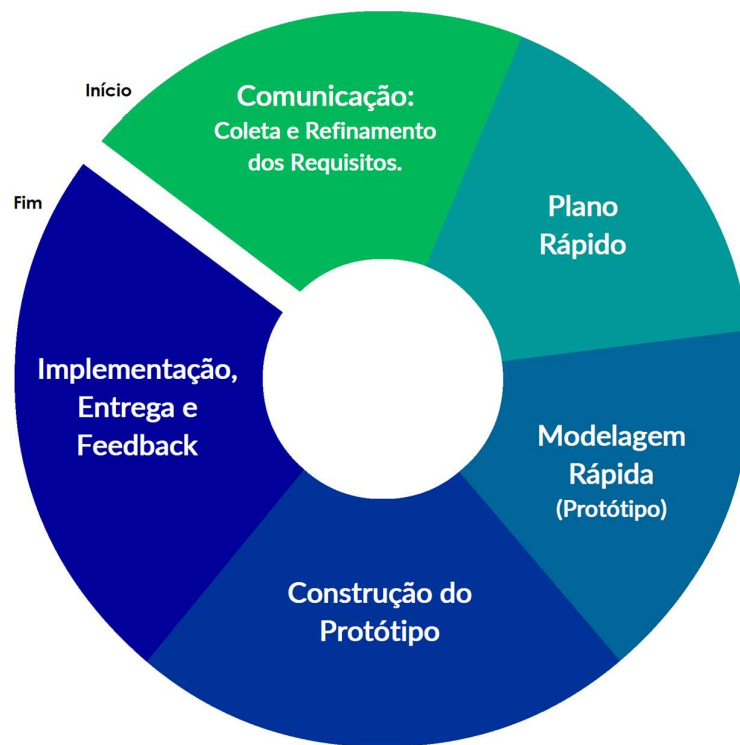 Início
Comunicação:
Coleta e Refinamento
dos Requisitos.
Plano
Rápido
Modelagem
Rápida
(Protótipo)
Construção do
Protótipo
Implementação,
Entrega e
Feedback
Fim